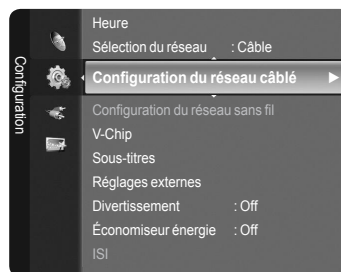 Configuration
Heure
Sélection du réseau : Câble
Configuration du réseau câblé
Configuration du réseau sans fil
V-Chip
Sous-titres
Réglages externes
Divertissement : Off
Économiseur énergie : Off
ISI